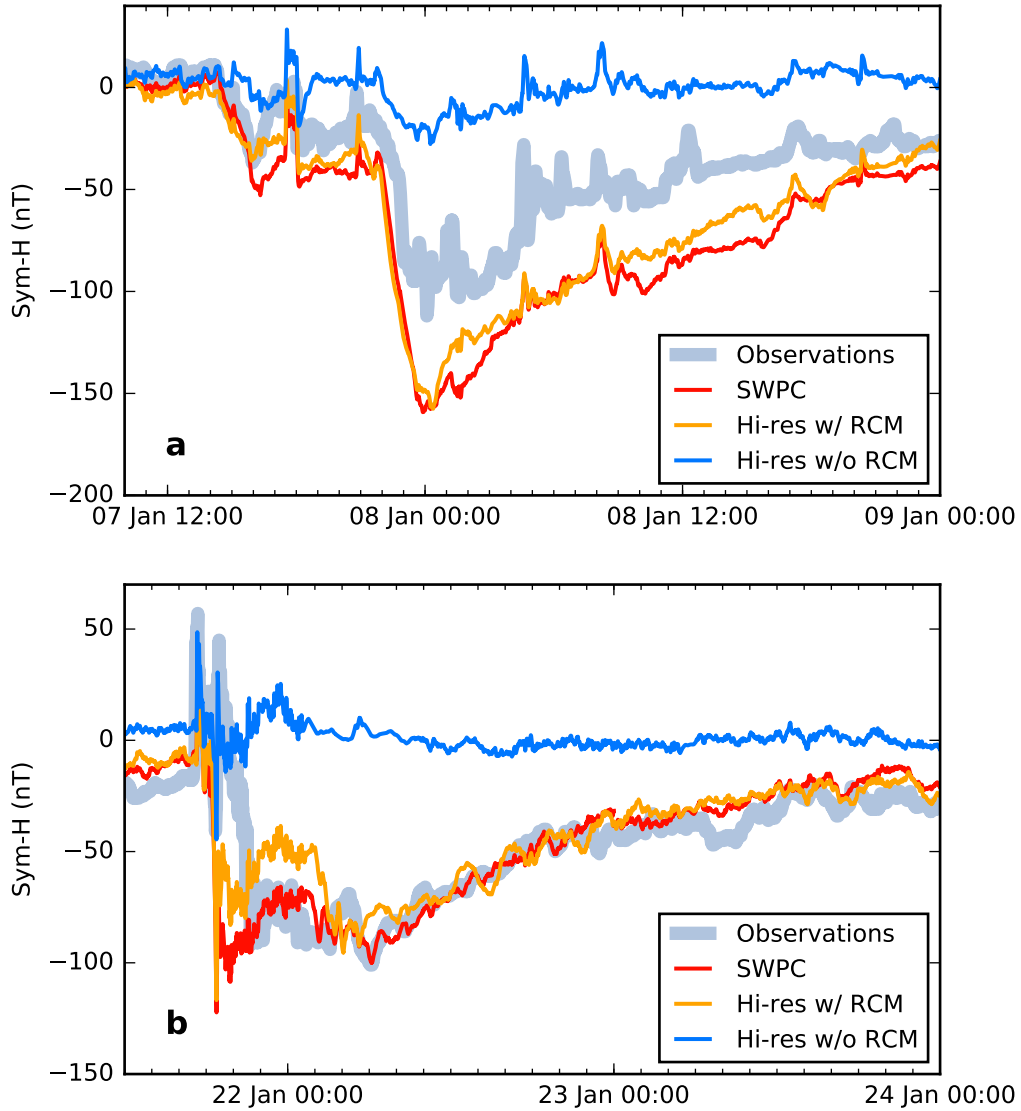 0
−50
−100
−150
−200
Sym-H (nT)
a
Observations
SWPC
Hi-res w/ RCM
Hi-res w/o RCM
07 Jan 12:00
08 Jan 00:00
08 Jan 12:00
09 Jan 00:00
50
0
−50
−100
−150
Sym-H (nT)
b
Observations
SWPC
Hi-res w/ RCM
Hi-res w/o RCM
22 Jan 00:00
23 Jan 00:00
24 Jan 00:00